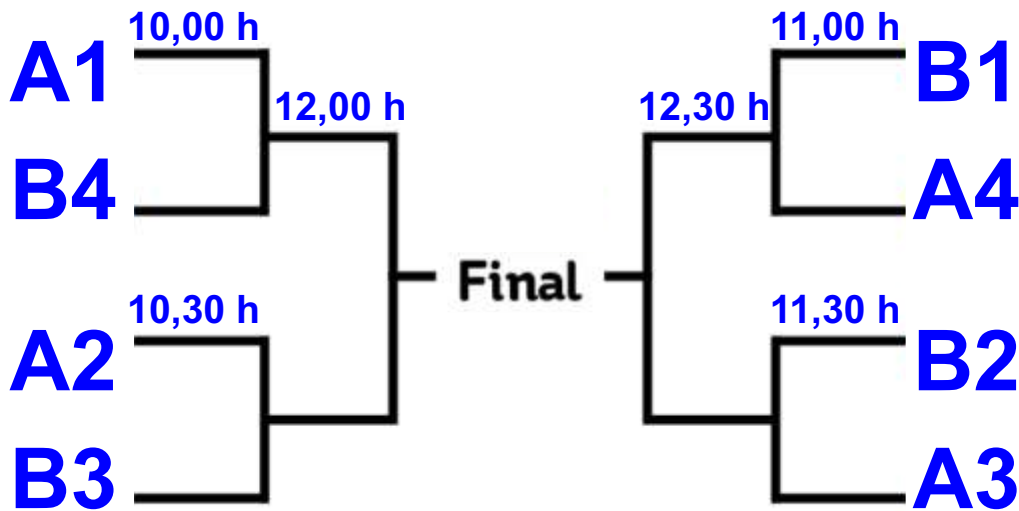 10,00 h
A1
12,00 h
B4
10,30 h
A2
B3
Final
11,00 h
B1
12,30 h
A4
11,30 h
B2
A3